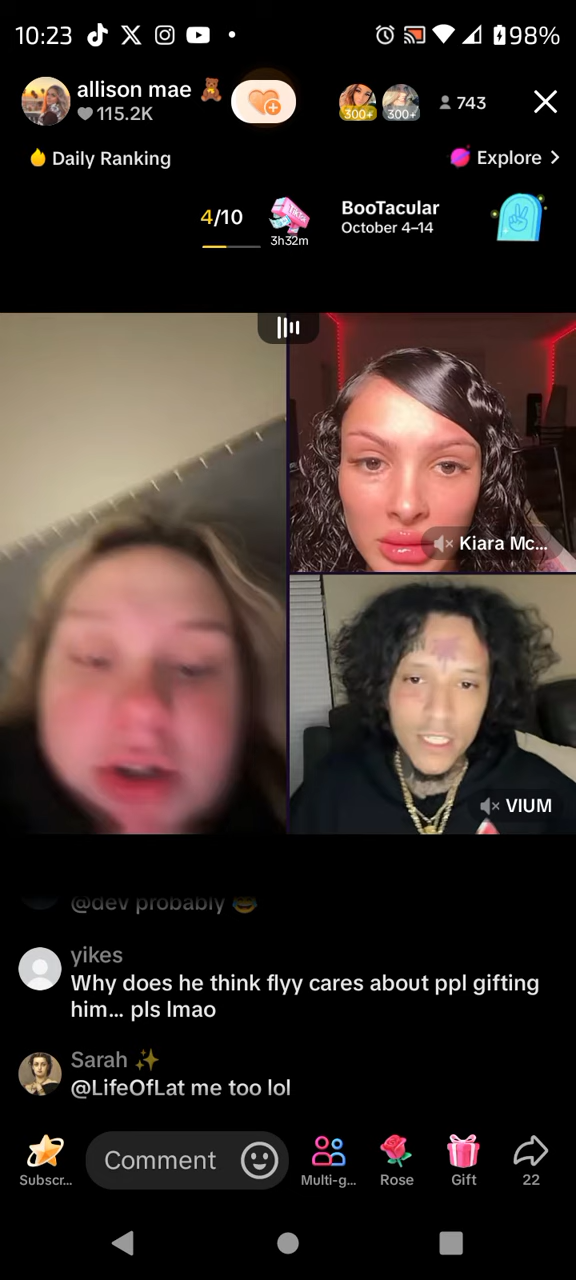 10:23
98%
allison mae 🧸
115.2K
300+
300+
743
Daily Ranking
Explore >
4/10
3h32m
BooTacular
October 4–14
Kiara Mc...
VIUM
@dev probably 😂
yikes
Why does he think flyy cares about ppl gifting
him... pls lmao
Sarah ✨
@LifeOfLat me too lol
Subscr...
Comment
Multi-g...
Rose
Gift
22